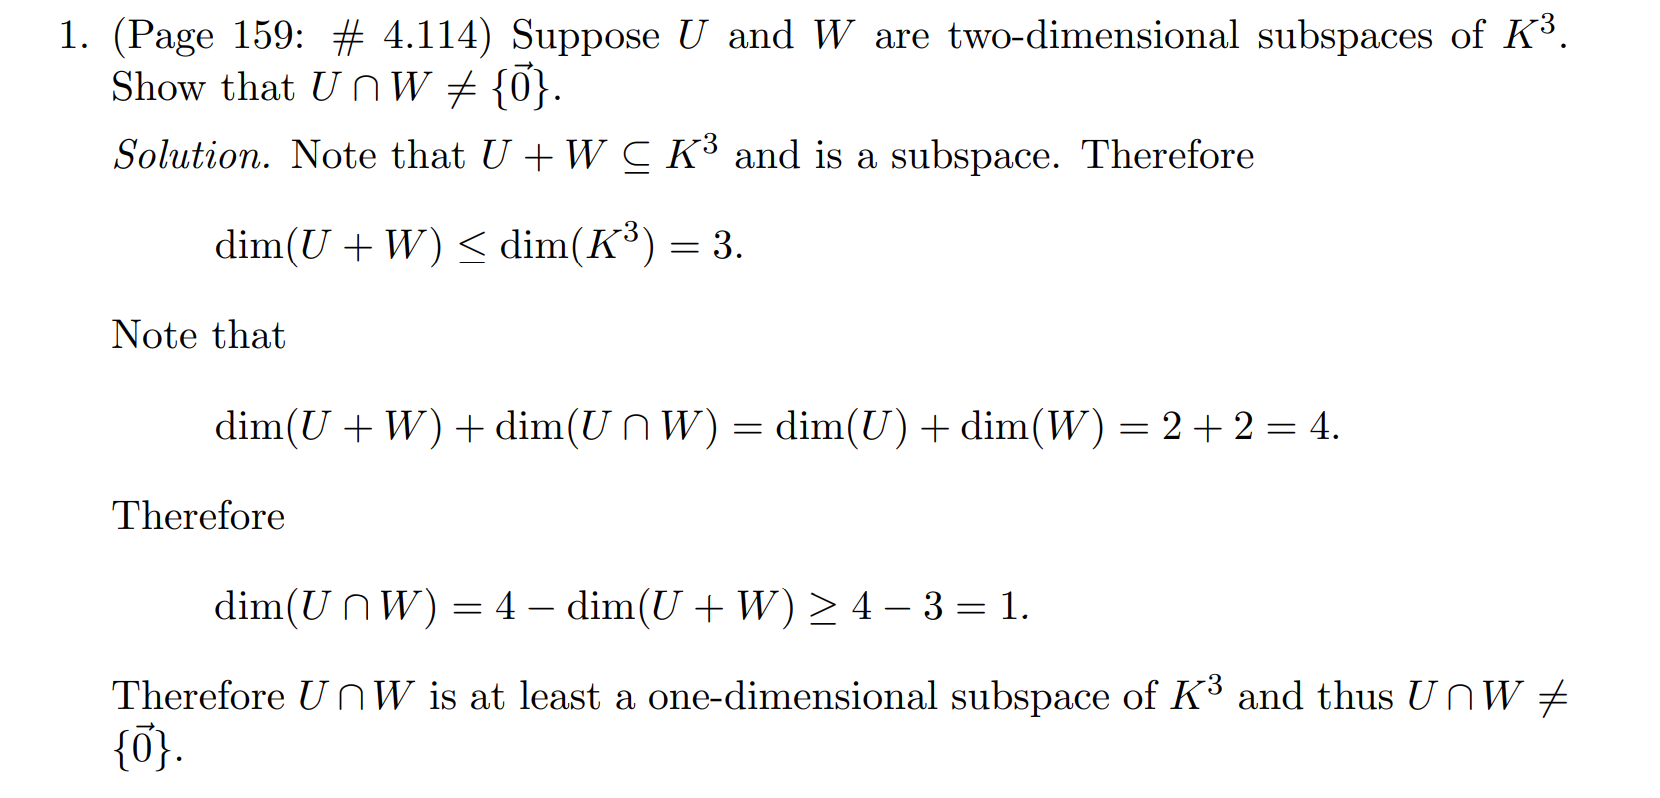 1. (Page 159: # 4.114) Suppose U and W are two-dimensional subspaces of K³.
Show that U ∩ W ≠ {0⃗}.
Solution. Note that U + W ⊆ K³ and is a subspace. Therefore
dim(U + W) ≤ dim(K³) = 3.
Note that
dim(U + W) + dim(U ∩ W) = dim(U) + dim(W) = 2 + 2 = 4.
Therefore
dim(U ∩ W) = 4 − dim(U + W) ≥ 4 − 3 = 1.
Therefore U ∩ W is at least a one-dimensional subspace of K³ and thus U ∩ W ≠
{0⃗}.